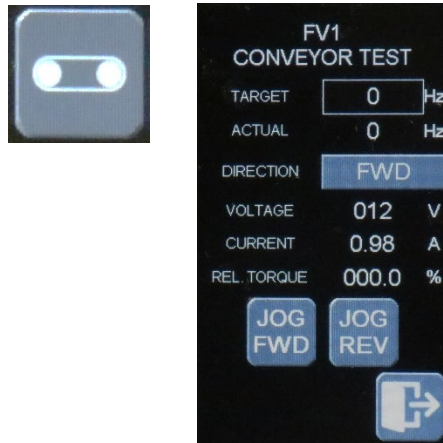 FV1
CONVEYOR TEST
TARGET 0 Hz
ACTUAL 0 Hz
DIRECTION FWD
VOLTAGE 012 V
CURRENT 0.98 A
REL. TORQUE 000.0 %
JOG FWD
JOG REV